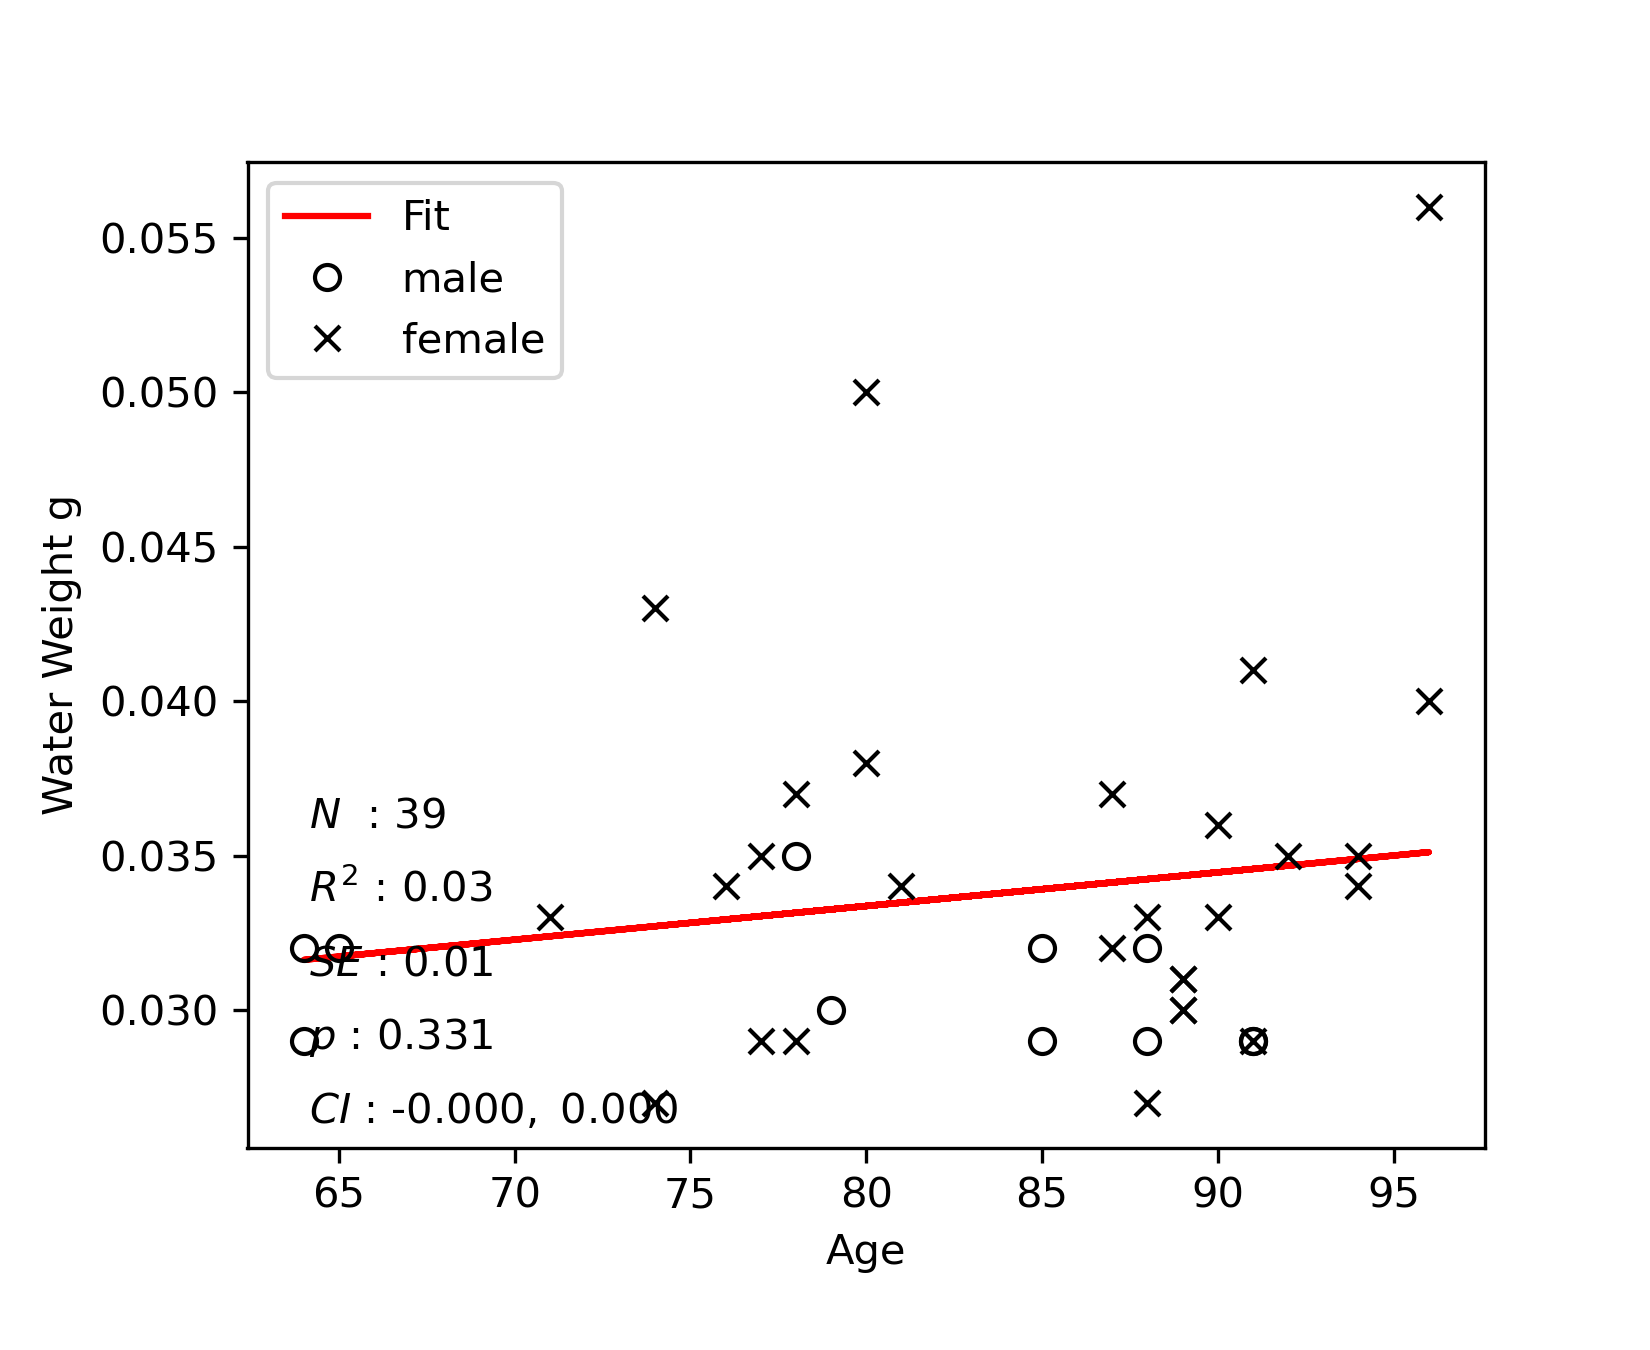 Fit
male
female
0.055
0.050
0.045
0.040
0.035
0.030
Water Weight g
N : 39
R² : 0.03
SE : 0.01
p : 0.331
CI : -0.000, 0.000
65 70 75 80 85 90 95
Age